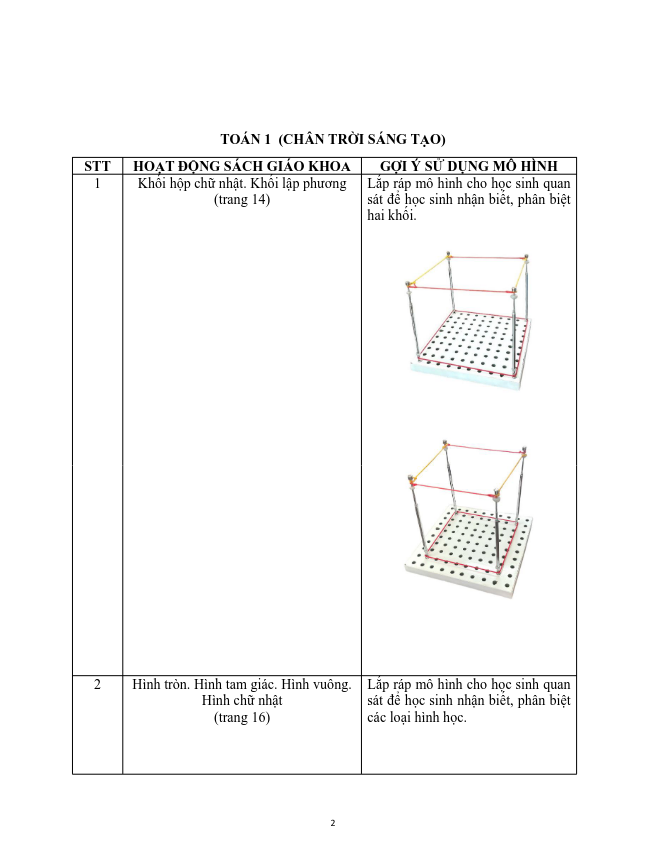 TOÁN 1 (CHÂN TRỜI SÁNG TẠO)
STT
HOẠT ĐỘNG SÁCH GIÁO KHOA
GỢI Ý SỬ DỤNG MÔ HÌNH
1
Khối hộp chữ nhật. Khối lập phương
(trang 14)
Lắp ráp mô hình cho học sinh quan
sát để học sinh nhận biết, phân biệt
hai khối.
2
Hình tròn. Hình tam giác. Hình vuông.
Hình chữ nhật
(trang 16)
Lắp ráp mô hình cho học sinh quan
sát để học sinh nhận biết, phân biệt
các loại hình học.
2